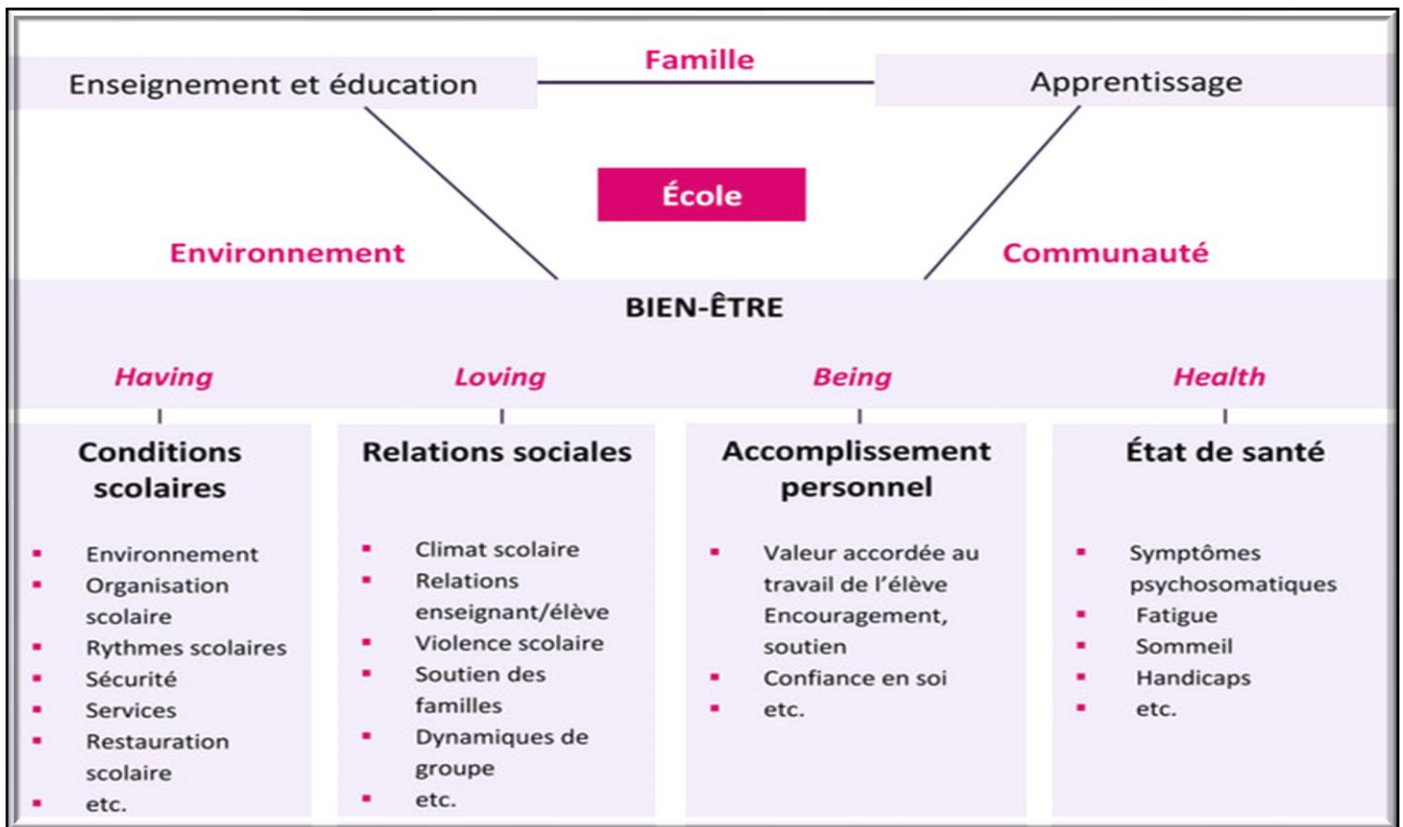 Famille
Enseignement et éducation
Apprentissage
École
Environnement
Communauté
BIEN-ÊTRE
Having
Loving
Being
Health
Conditions
scolaires
▪ Environnement
▪ Organisation
scolaire
▪ Rythmes scolaires
▪ Sécurité
▪ Services
▪ Restauration
scolaire
▪ etc.
Relations sociales
▪ Climat scolaire
▪ Relations
enseignant/élève
▪ Violence scolaire
▪ Soutien des
familles
▪ Dynamiques de
groupe
▪ etc.
Accomplissement
personnel
▪ Valeur accordée au
travail de l'élève
Encouragement,
soutien
▪ Confiance en soi
▪ etc.
État de santé
▪ Symptômes
psychosomatiques
▪ Fatigue
▪ Sommeil
▪ Handicaps
▪ etc.